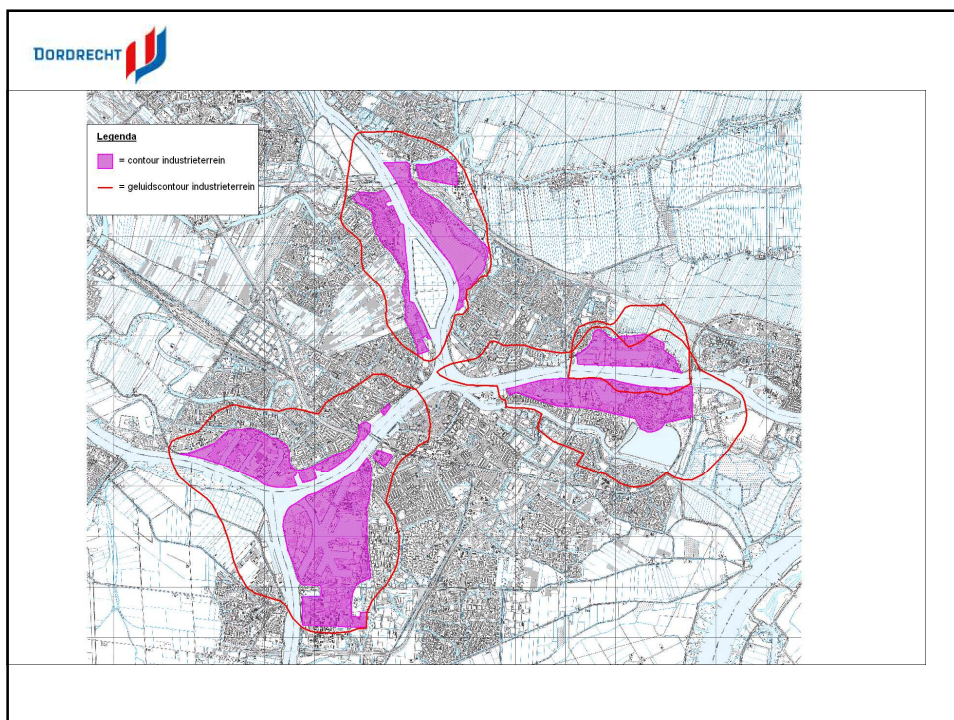 DORDRECHT
Legenda
= contour industrieterrein
= geluidscontour industrieterrein